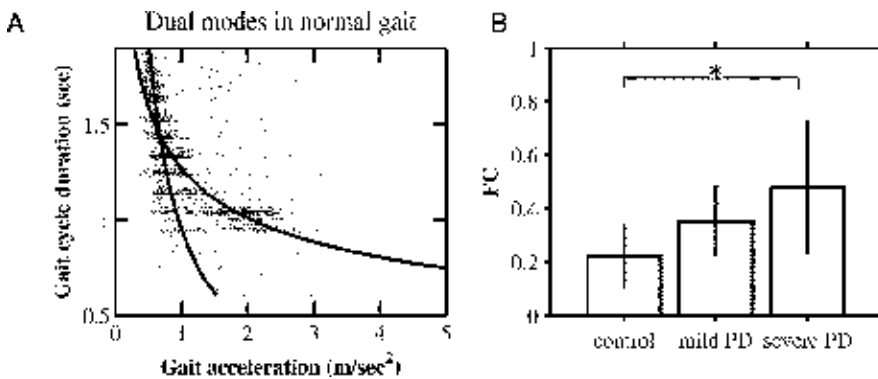 A
Dual modes in normal gait
Gait cycle duration (sec)
1.5
1
0.5
0
1
2
3
4
5
Gait acceleration (m/sec²)
B
1
0.8
0.6
0.4
0.2
0
*
control
mild PD
severe PD